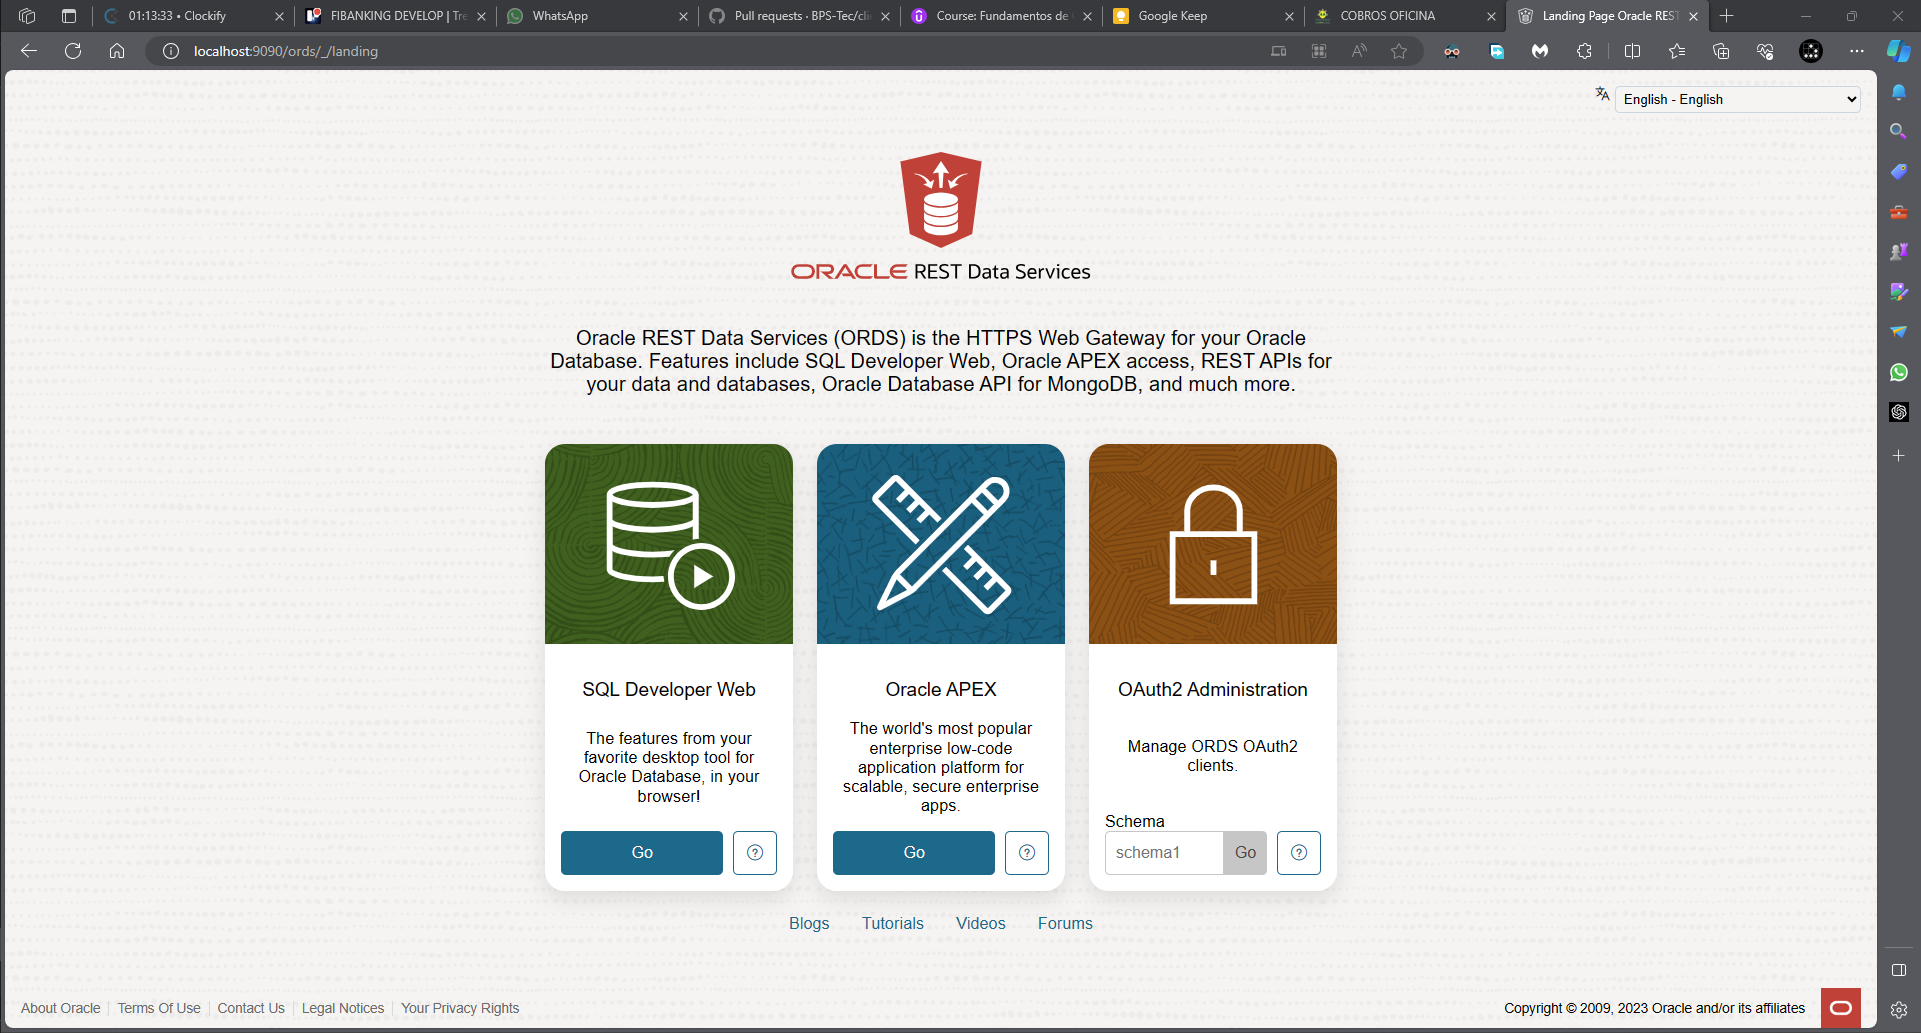 01:13:33 • Clockify
FIBANKING DEVELOP | Tre
WhatsApp
Pull requests · BPS-Tec/cli
Course: Fundamentos de
Google Keep
COBROS OFICINA
Landing Page Oracle REST
localhost:9090/ords/_/landing
English - English
ORACLE REST Data Services
Oracle REST Data Services (ORDS) is the HTTPS Web Gateway for your Oracle
Database. Features include SQL Developer Web, Oracle APEX access, REST APIs for
your data and databases, Oracle Database API for MongoDB, and much more.
SQL Developer Web
The features from your
favorite desktop tool for
Oracle Database, in your
browser!
Go
Oracle APEX
The world's most popular
enterprise low-code
application platform for
scalable, secure enterprise
apps.
Go
OAuth2 Administration
Manage ORDS OAuth2
clients.
Schema
schema1
Go
Blogs
Tutorials
Videos
Forums
About Oracle
Terms Of Use
Contact Us
Legal Notices
Your Privacy Rights
Copyright © 2009, 2023 Oracle and/or its affiliates